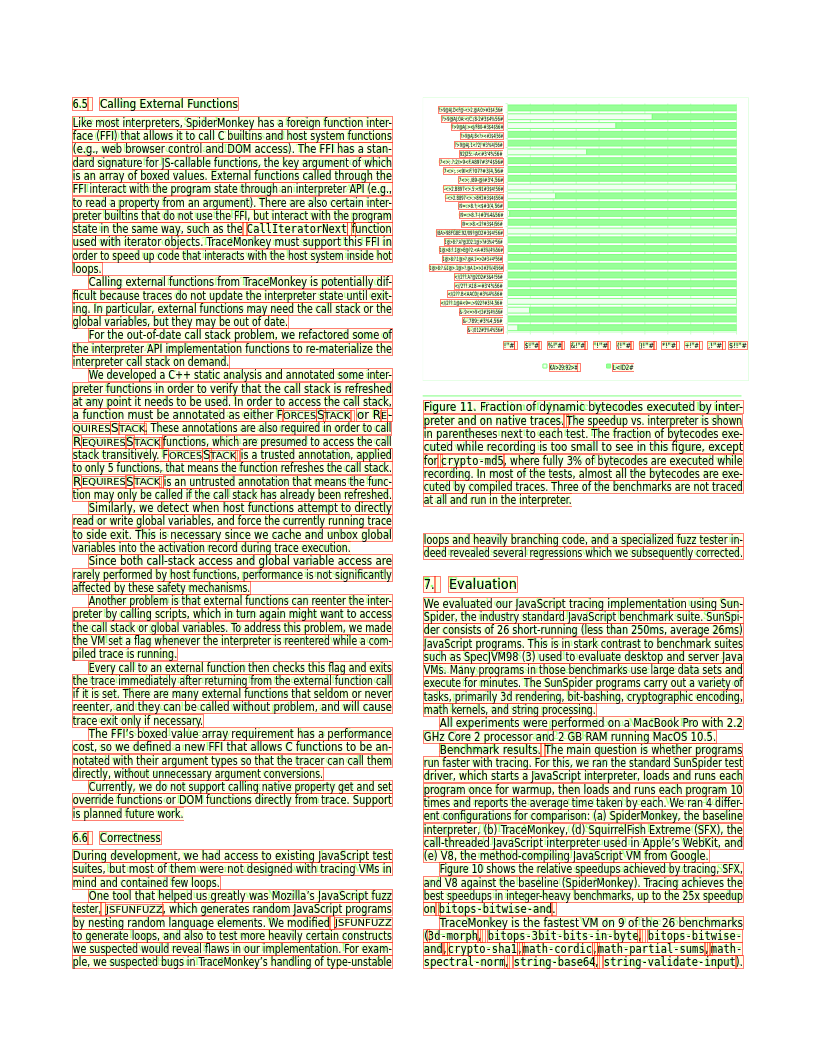 6.5 Calling External Functions
Like most interpreters, SpiderMonkey has a foreign function inter-
face (FFI) that allows it to call C builtins and host system functions
(e.g., web browser control and DOM access). The FFI has a stan-
dard signature for JS-callable functions, the key argument of which
is an array of boxed values. External functions called through the
FFI interact with the program state through an interpreter API (e.g.,
to read a property from an argument). There are also certain inter-
preter builtins that do not use the FFI, but interact with the program
state in the same way, such as the CallIteratorNext function
used with iterator objects. TraceMonkey must support this FFI in
order to speed up code that interacts with the host system inside hot
loops.
Calling external functions from TraceMonkey is potentially dif-
ficult because traces do not update the interpreter state until exit-
ing. In particular, external functions may need the call stack or the
global variables, but they may be out of date.
For the out-of-date call stack problem, we refactored some of
the interpreter API implementation functions to re-materialize the
interpreter call stack on demand.
We developed a C++ static analysis and annotated some inter-
preter functions in order to verify that the call stack is refreshed
at any point it needs to be used. In order to access the call stack,
a function must be annotated as either FORCESSTACK or RE-
QUIRESSTACK. These annotations are also required in order to call
REQUIRESSTACK functions, which are presumed to access the call
stack transitively. FORCESSTACK is a trusted annotation, applied
to only 5 functions, that means the function refreshes the call stack.
REQUIRESSTACK is an untrusted annotation that means the func-
tion may only be called if the call stack has already been refreshed.
Similarly, we detect when host functions attempt to directly
read or write global variables, and force the currently running trace
to side exit. This is necessary since we cache and unbox global
variables into the activation record during trace execution.
Since both call-stack access and global variable access are
rarely performed by host functions, performance is not significantly
affected by these safety mechanisms.
Another problem is that external functions can reenter the inter-
preter by calling scripts, which in turn again might want to access
the call stack or global variables. To address this problem, we made
the VM set a flag whenever the interpreter is reentered while a com-
piled trace is running.
Every call to an external function then checks this flag and exits
the trace immediately after returning from the external function call
if it is set. There are many external functions that seldom or never
reenter, and they can be called without problem, and will cause
trace exit only if necessary.
The FFI's boxed value array requirement has a performance
cost, so we defined a new FFI that allows C functions to be an-
notated with their argument types so that the tracer can call them
directly, without unnecessary argument conversions.
Currently, we do not support calling native property get and set
override functions or DOM functions directly from trace. Support
is planned future work.
6.6 Correctness
During development, we had access to existing JavaScript test
suites, but most of them were not designed with tracing VMs in
mind and contained few loops.
One tool that helped us greatly was Mozilla's JavaScript fuzz
tester, JSFUNFUZZ, which generates random JavaScript programs
by nesting random language elements. We modified JSFUNFUZZ
to generate loops, and also to test more heavily certain constructs
we suspected would reveal flaws in our implementation. For exam-
ple, we suspected bugs in TraceMonkey's handling of type-unstable
Figure 11. Fraction of dynamic bytecodes executed by inter-
preter and on native traces. The speedup vs. interpreter is shown
in parentheses next to each test. The fraction of bytecodes exe-
cuted while recording is too small to see in this figure, except
for crypto-md5, where fully 3% of bytecodes are executed while
recording. In most of the tests, almost all the bytecodes are exe-
cuted by compiled traces. Three of the benchmarks are not traced
at all and run in the interpreter.
loops and heavily branching code, and a specialized fuzz tester in-
deed revealed several regressions which we subsequently corrected.
7. Evaluation
We evaluated our JavaScript tracing implementation using Sun-
Spider, the industry standard JavaScript benchmark suite. SunSpi-
der consists of 26 short-running (less than 250ms, average 26ms)
JavaScript programs. This is in stark contrast to benchmark suites
such as SpecJVM98 (3) used to evaluate desktop and server Java
VMs. Many programs in those benchmarks use large data sets and
execute for minutes. The SunSpider programs carry out a variety of
tasks, primarily 3d rendering, bit-bashing, cryptographic encoding,
math kernels, and string processing.
All experiments were performed on a MacBook Pro with 2.2
GHz Core 2 processor and 2 GB RAM running MacOS 10.5.
Benchmark results. The main question is whether programs
run faster with tracing. For this, we ran the standard SunSpider test
driver, which starts a JavaScript interpreter, loads and runs each
program once for warmup, then loads and runs each program 10
times and reports the average time taken by each. We ran 4 differ-
ent configurations for comparison: (a) SpiderMonkey, the baseline
interpreter, (b) TraceMonkey, (d) SquirrelFish Extreme (SFX), the
call-threaded JavaScript interpreter used in Apple's WebKit, and
(e) V8, the method-compiling JavaScript VM from Google.
Figure 10 shows the relative speedups achieved by tracing, SFX,
and V8 against the baseline (SpiderMonkey). Tracing achieves the
best speedups in integer-heavy benchmarks, up to the 25x speedup
on bitops-bitwise-and.
TraceMonkey is the fastest VM on 9 of the 26 benchmarks
(3d-morph, bitops-3bit-bits-in-byte, bitops-bitwise-
and, crypto-sha1, math-cordic, math-partial-sums, math-
spectral-norm, string-base64, string-validate-input).